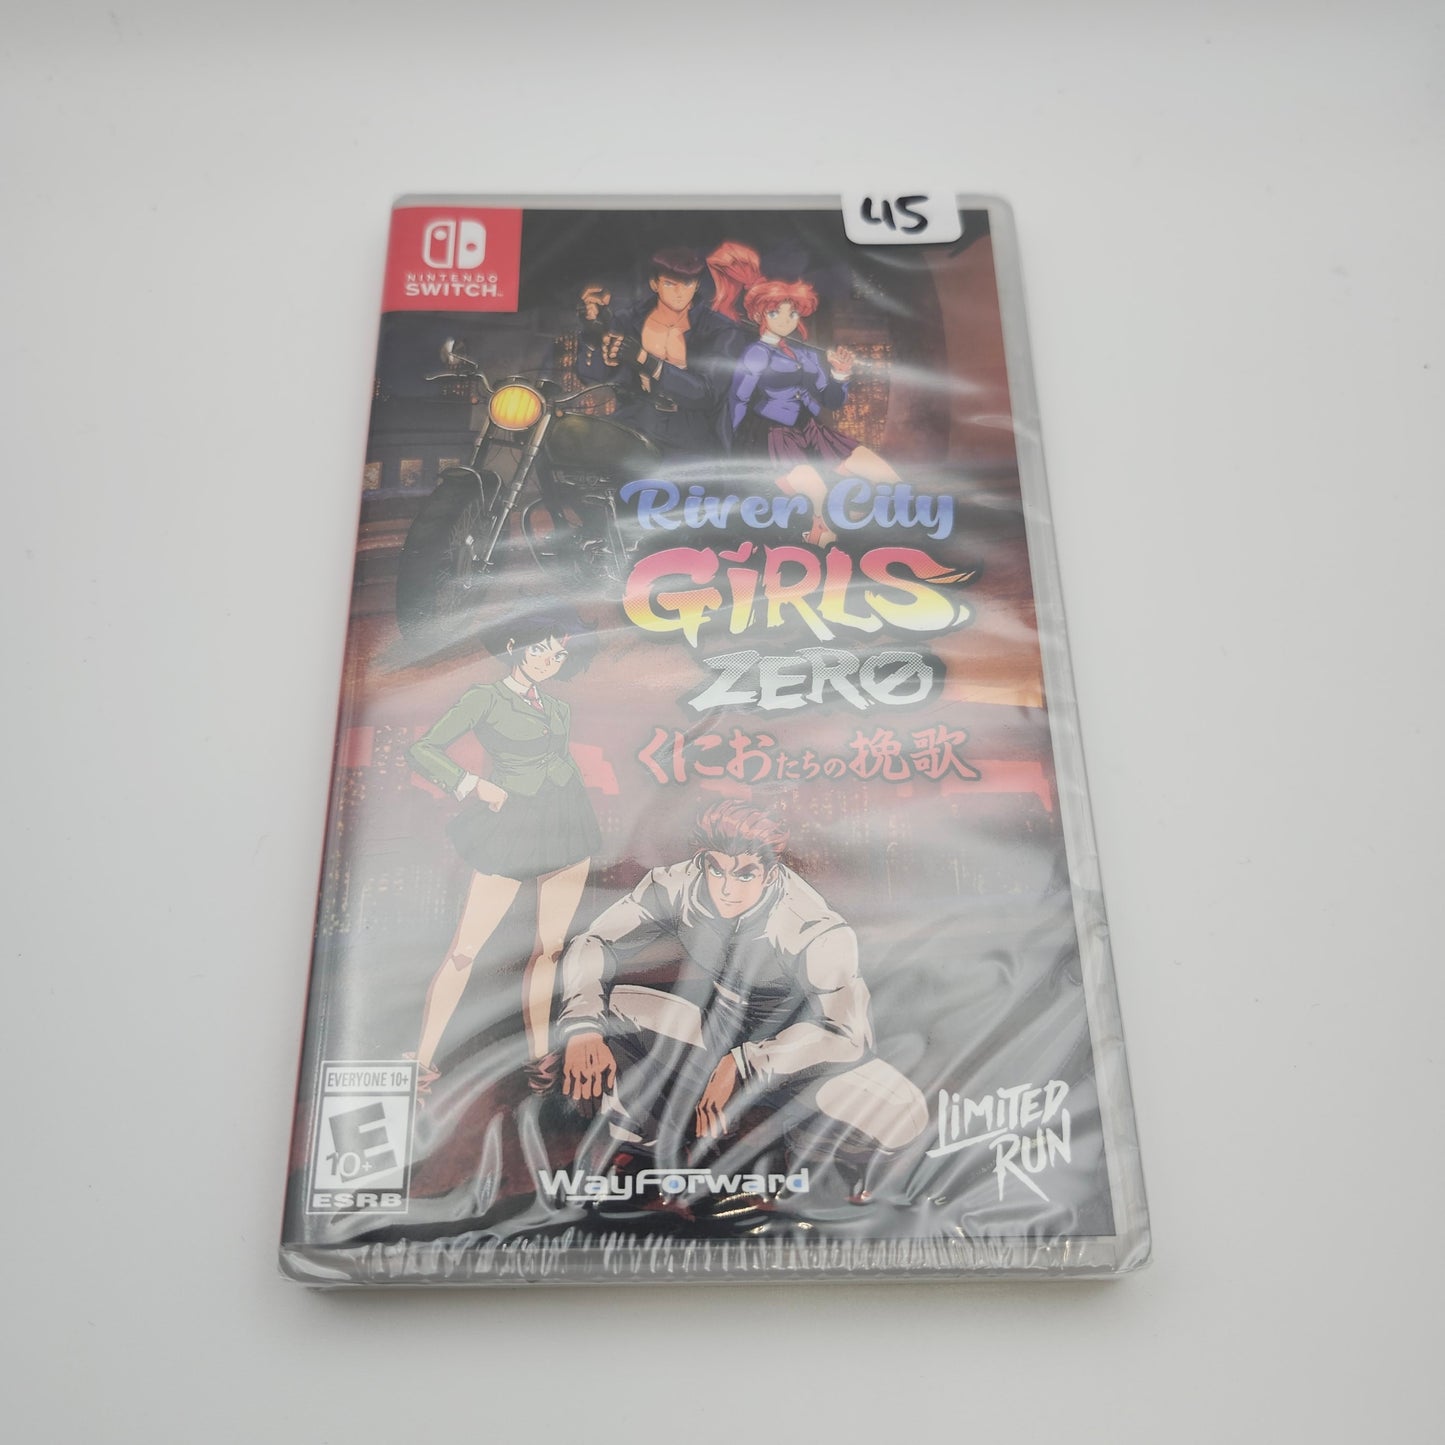 45
NINTENDO
SWITCH™
River City
GiRLS
ZERO
くにおたちの挽歌
EVERYONE 10+
E
10+
ESRB
WayForward
LiMiTED
RUN